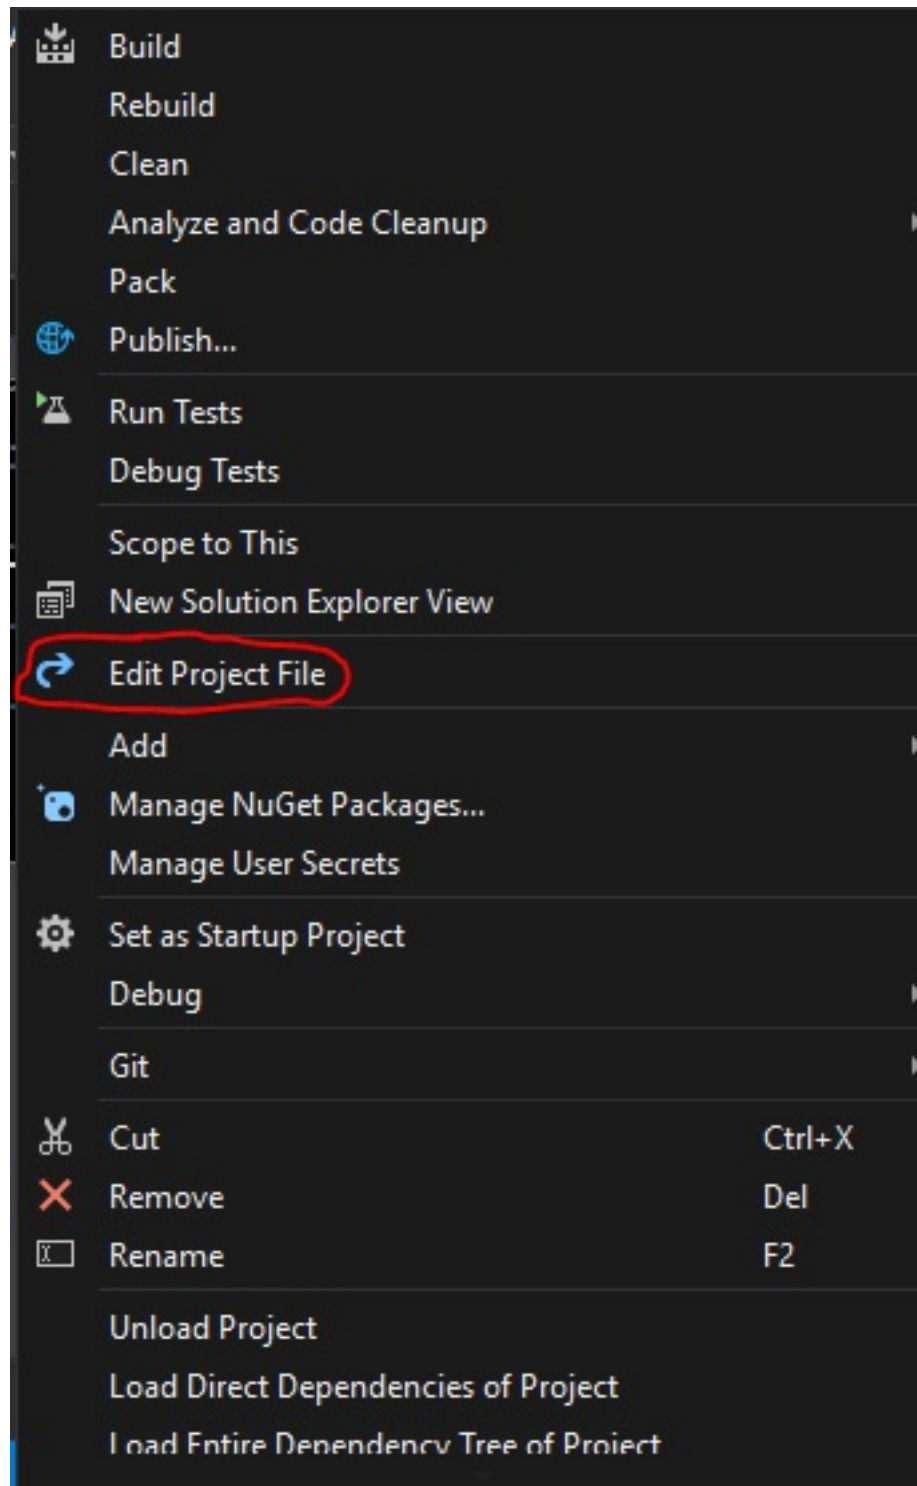 Build
Rebuild
Clean
Analyze and Code Cleanup
Pack
Publish...
Run Tests
Debug Tests
Scope to This
New Solution Explorer View
Edit Project File
Add
Manage NuGet Packages...
Manage User Secrets
Set as Startup Project
Debug
Git
Cut Ctrl+X
Remove Del
Rename F2
Unload Project
Load Direct Dependencies of Project
Load Entire Dependency Tree of Project